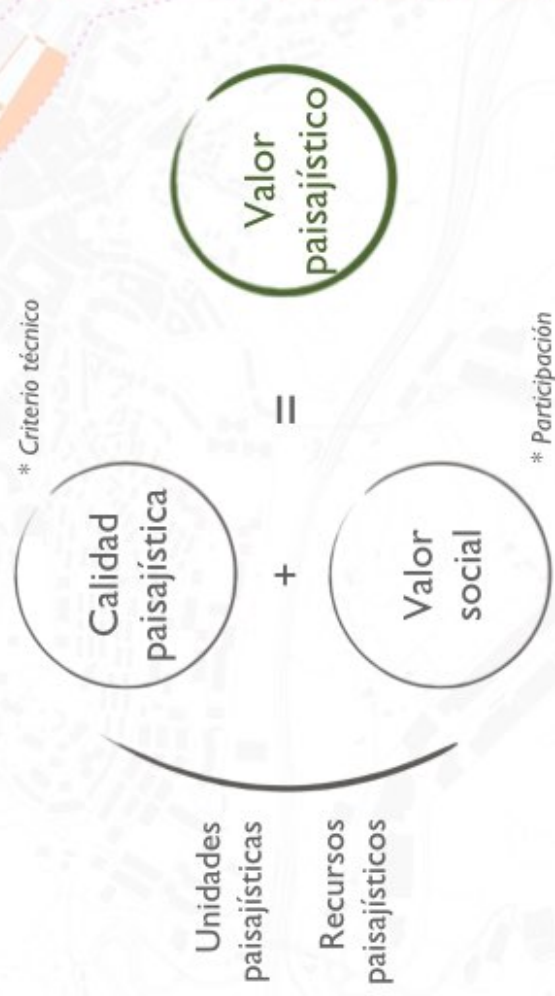 Unidades
paisajísticas
Recursos
paisajísticos
* Criterio técnico
Calidad
paisajística
+
Valor
social
* Participación
=
Valor
paisajístico